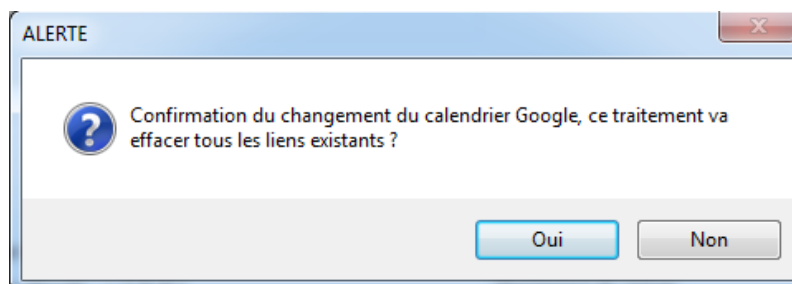 ALERTE
Confirmation du changement du calendrier Google, ce traitement va
effacer tous les liens existants ?
Oui
Non